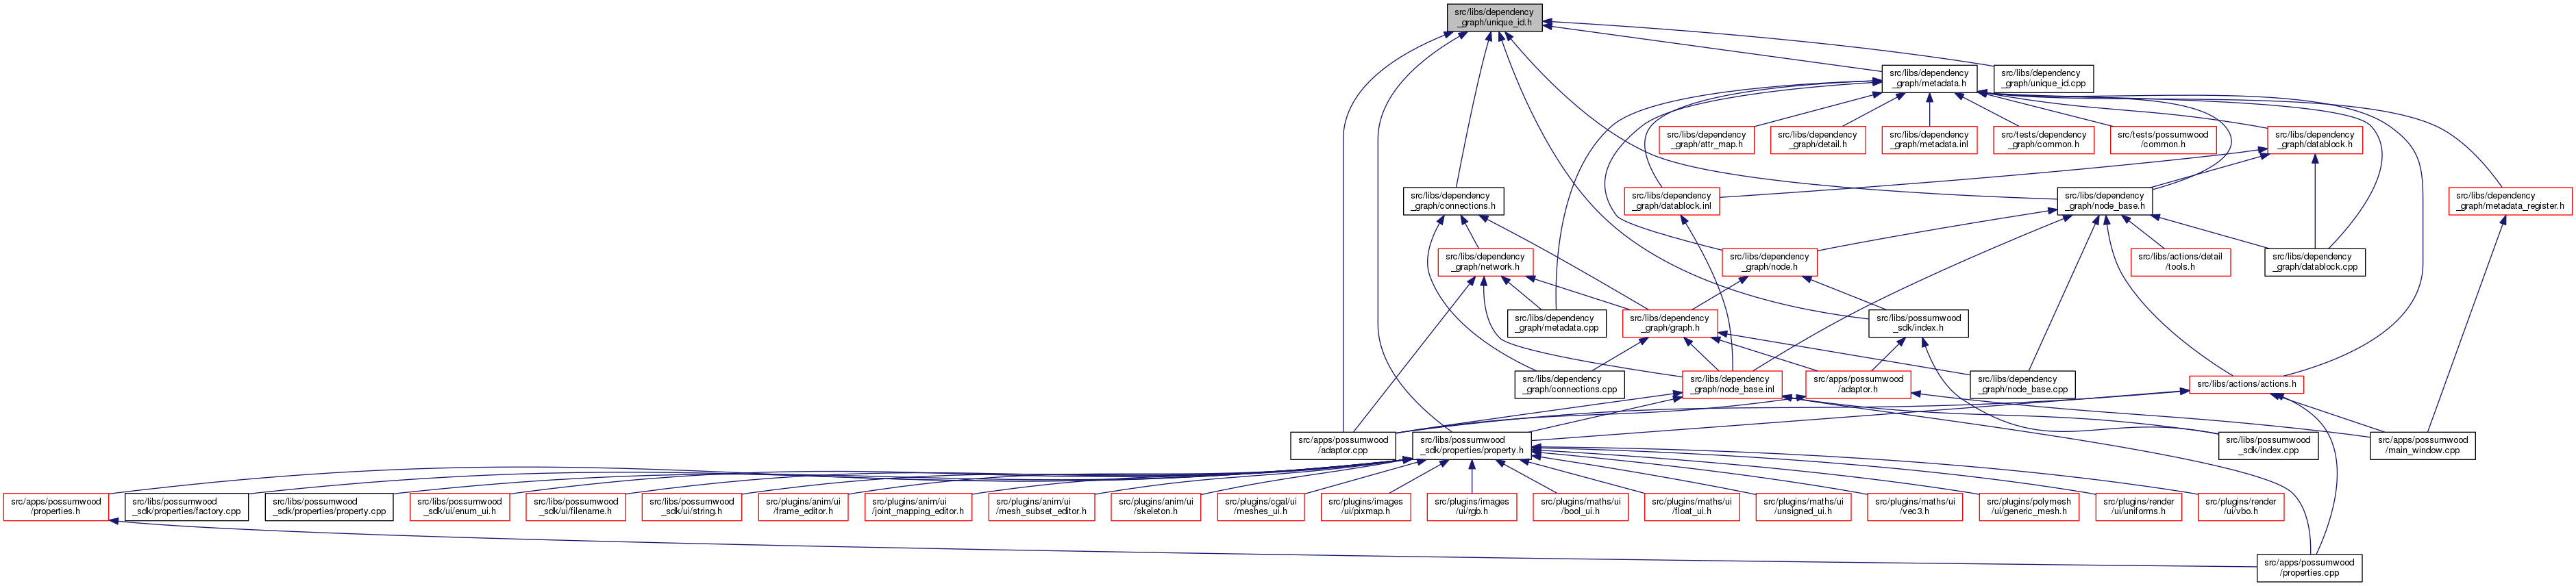 src/libs/dependency
_graph/unique_id.h
src/libs/dependency
_graph/metadata.h
src/libs/dependency
_graph/unique_id.cpp
src/libs/dependency
_graph/attr_map.h
src/libs/dependency
_graph/detail.h
src/libs/dependency
_graph/metadata.inl
src/tests/dependency
_graph/common.h
src/tests/possumwood
/common.h
src/libs/dependency
_graph/datablock.h
src/libs/dependency
_graph/connections.h
src/libs/dependency
_graph/datablock.inl
src/libs/dependency
_graph/node_base.h
src/libs/dependency
_graph/metadata_register.h
src/libs/dependency
_graph/network.h
src/libs/dependency
_graph/node.h
src/libs/actions/detail
/tools.h
src/libs/dependency
_graph/datablock.cpp
src/libs/dependency
_graph/metadata.cpp
src/libs/dependency
_graph/graph.h
src/libs/possumwood
_sdk/index.h
src/libs/dependency
_graph/connections.cpp
src/libs/dependency
_graph/node_base.inl
src/apps/possumwood
/adaptor.h
src/libs/dependency
_graph/node_base.cpp
src/libs/actions/actions.h
src/apps/possumwood
/adaptor.cpp
src/libs/possumwood
_sdk/properties/property.h
src/libs/possumwood
_sdk/index.cpp
src/apps/possumwood
/main_window.cpp
src/apps/possumwood
/properties.h
src/libs/possumwood
_sdk/properties/factory.cpp
src/libs/possumwood
_sdk/properties/property.cpp
src/libs/possumwood
_sdk/ui/enum_ui.h
src/libs/possumwood
_sdk/ui/filename.h
src/libs/possumwood
_sdk/ui/string.h
src/plugins/anim/ui
/frame_editor.h
src/plugins/anim/ui
/joint_mapping_editor.h
src/plugins/anim/ui
/mesh_subset_editor.h
src/plugins/anim/ui
/skeleton.h
src/plugins/cgal/ui
/meshes_ui.h
src/plugins/images
/ui/pixmap.h
src/plugins/images
/ui/rgb.h
src/plugins/maths/ui
/bool_ui.h
src/plugins/maths/ui
/float_ui.h
src/plugins/maths/ui
/unsigned_ui.h
src/plugins/maths/ui
/vec3.h
src/plugins/polymesh
/ui/generic_mesh.h
src/plugins/render
/ui/uniforms.h
src/plugins/render
/ui/vbo.h
src/apps/possumwood
/properties.cpp